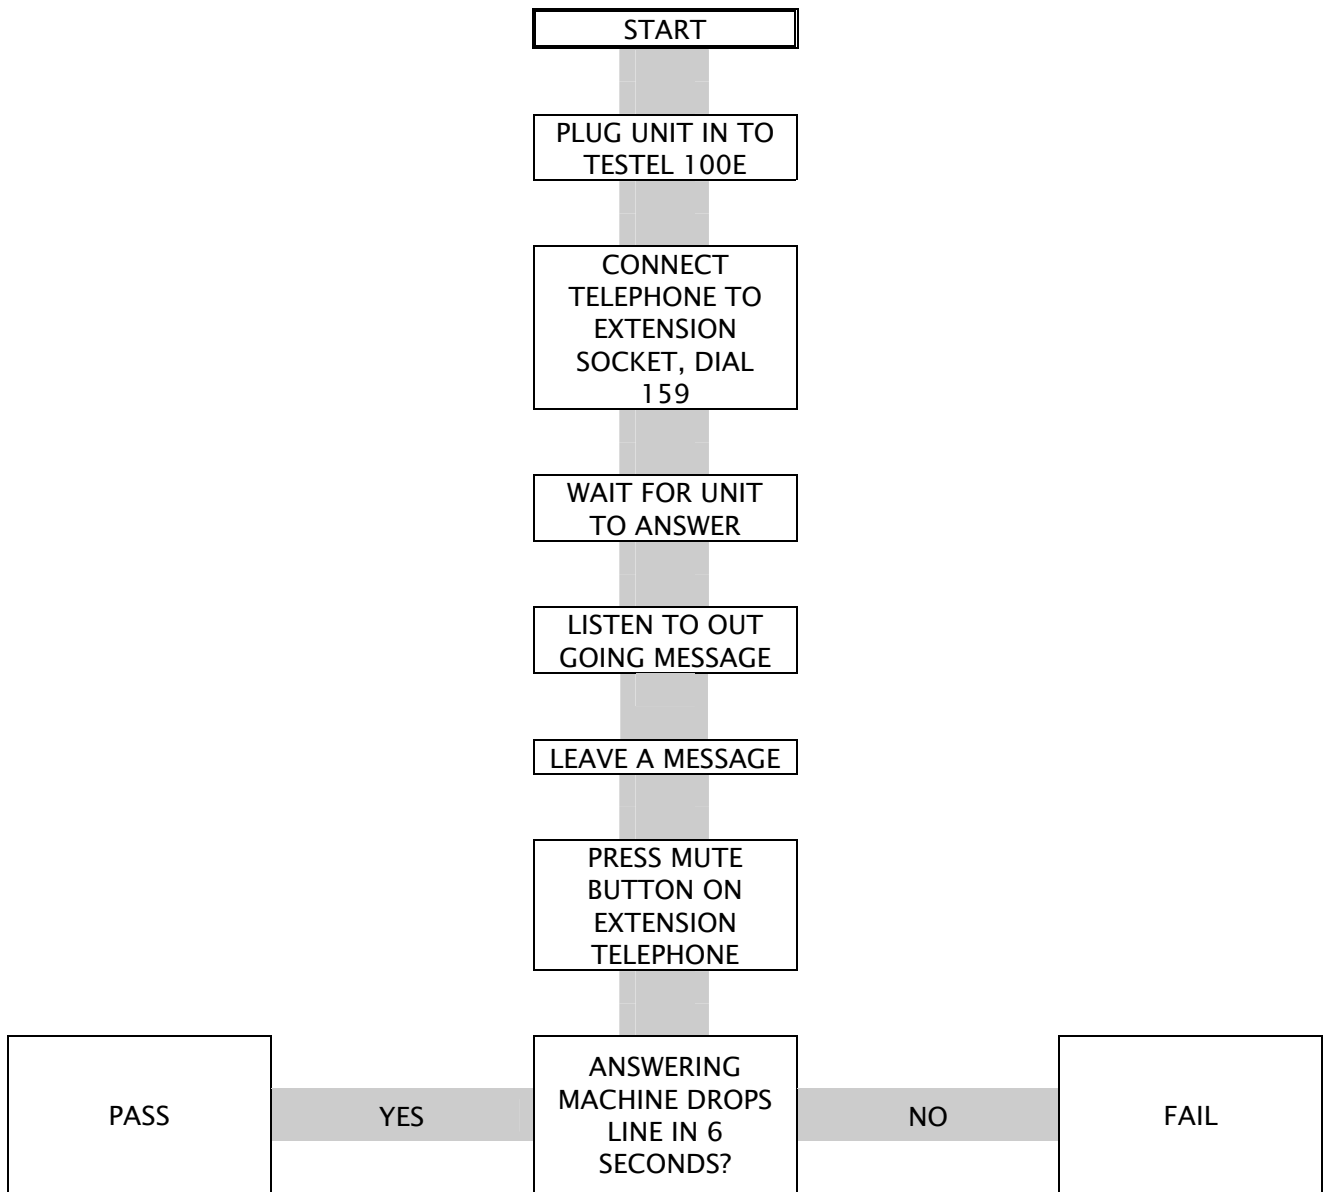 START
PLUG UNIT IN TO
TESTEL 100E
CONNECT
TELEPHONE TO
EXTENSION
SOCKET, DIAL
159
WAIT FOR UNIT
TO ANSWER
LISTEN TO OUT
GOING MESSAGE
LEAVE A MESSAGE
PRESS MUTE
BUTTON ON
EXTENSION
TELEPHONE
PASS
YES
ANSWERING
MACHINE DROPS
LINE IN 6
SECONDS?
NO
FAIL